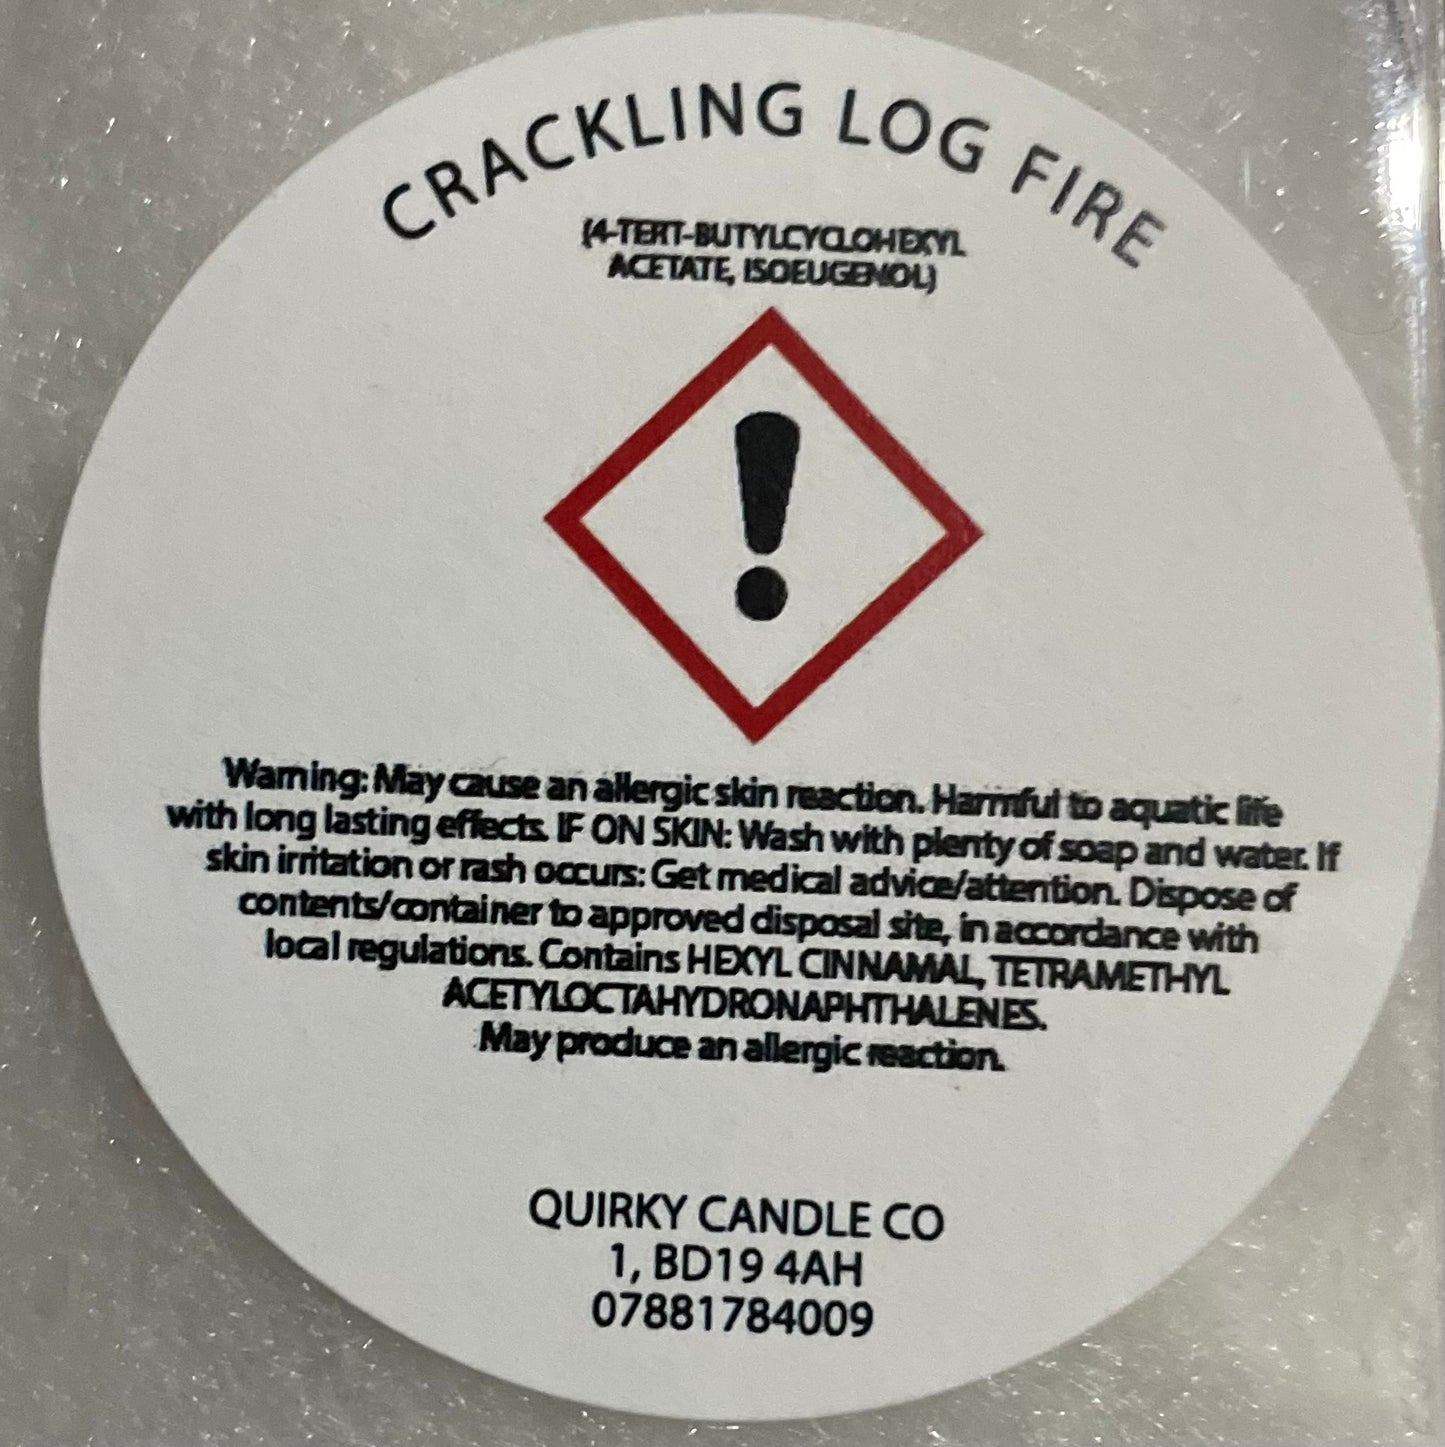 CRACKLING LOG FIRE
(4-TERT-BUTYLCYCLOHEXYL
ACETATE, ISOEUGENOL)
Warning: May cause an allergic skin reaction. Harmful to aquatic life
with long lasting effects. IF ON SKIN: Wash with plenty of soap and water. If
skin irritation or rash occurs: Get medical advice/attention. Dispose of
contents/container to approved disposal site, in accordance with
local regulations. Contains HEXYL CINNAMAL, TETRAMETHYL
ACETYLOCTAHYDRONAPHTHALENES.
May produce an allergic reaction.
QUIRKY CANDLE CO
1, BD19 4AH
07881784009